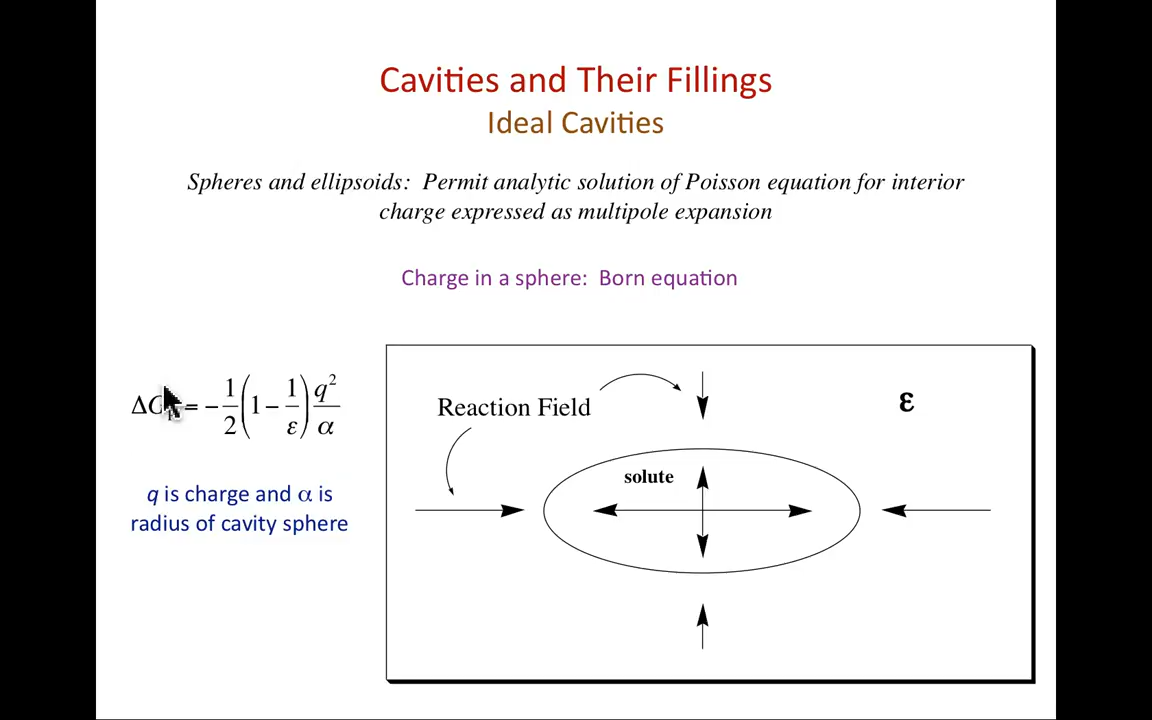 Cavities and Their Fillings
Ideal Cavities
Spheres and ellipsoids: Permit analytic solution of Poisson equation for interior
charge expressed as multipole expansion
Charge in a sphere: Born equation
Δ = −1/2(1−1/ε)q²/α
q is charge and α is
radius of cavity sphere
Reaction Field
ε
solute